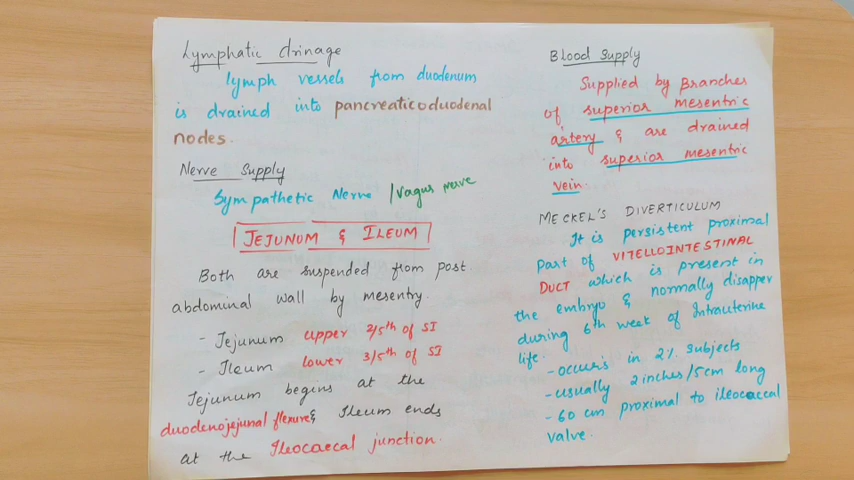 Lymphatic drinage
lymph vessels from duodenum
is drained into pancreaticoduodenal
nodes.
Nerve Supply
Sympathetic Nerve / Vagus nerve
JEJUNUM & ILEUM
Both are suspended from post.
abdominal wall by mesentry.
- Jejunum upper 2/5th of SI
- Ileum lower 3/5th of SI
Jejunum begins at the
duodenojejunal flexure & Ileum ends
at the Ileocaecal junction.
Blood Supply
Supplied by Branches
of superior mesentric
artery & are drained
into superior mesentric
vein.
MECKEL'S DIVERTICULUM
It is persistent proximal
part of VITELLOINTESTINAL
DUCT which is present in
the embryo & normally disapper
during 6th week of Intrauterine
life.
- occurs in 2% subjects
- usually 2 inches/5cm long
- 60 cm proximal to ileocaecal
valve.